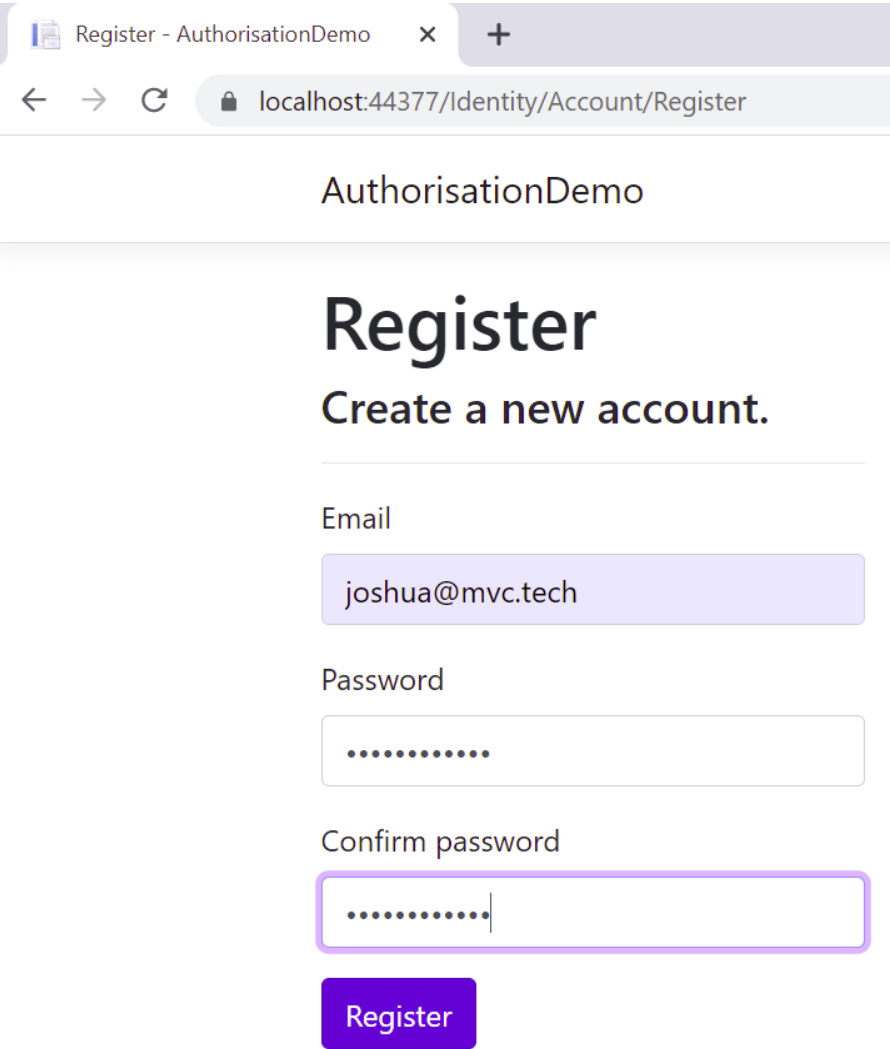 Register - AuthorisationDemo
localhost:44377/Identity/Account/Register
AuthorisationDemo
Register
Create a new account.
Email
joshua@mvc.tech
Password
••••••••••••
Confirm password
••••••••••••
Register